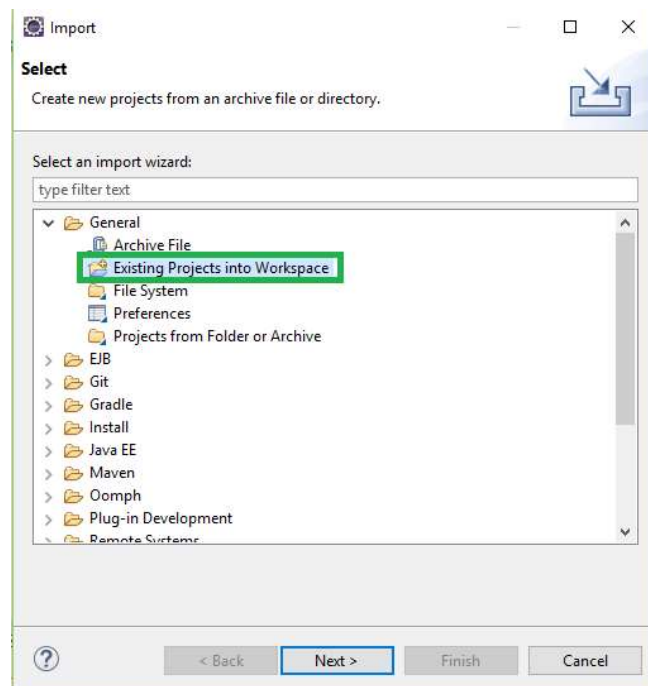 Import
Select
Create new projects from an archive file or directory.
Select an import wizard:
type filter text
General
Archive File
Existing Projects into Workspace
File System
Preferences
Projects from Folder or Archive
EJB
Git
Gradle
Install
Java EE
Maven
Oomph
Plug-in Development
Remote Systems
< Back Next > Finish Cancel